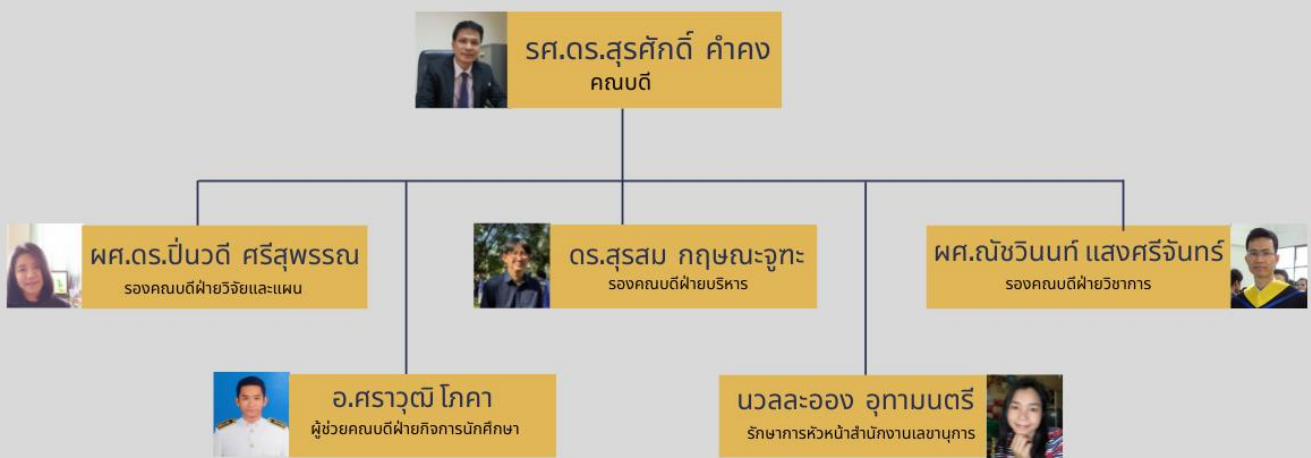 รศ.ดร.สุรศักดิ์ คำคง
คณบดี
ผศ.ดร.ปิ่นวดี ศรีสุพรรณ
รองคณบดีฝ่ายวิจัยและแผน
ดร.สุรสม กฤษณะจูฑะ
รองคณบดีฝ่ายบริหาร
ผศ.ณัชวินนท์ แสงศรีจันทร์
รองคณบดีฝ่ายวิชาการ
อ.ศราวุฒิ โภคา
ผู้ช่วยคณบดีฝ่ายกิจการนักศึกษา
นวลละออง อุทามนตรี
รักษาการหัวหน้าสำนักงานเลขานุการ